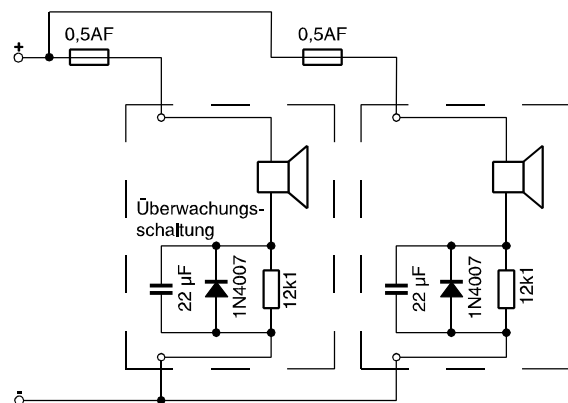 0,5AF
0,5AF
+
Überwachungs-
schaltung
22 µF
1N4007
12k1
22 µF
1N4007
12k1
-